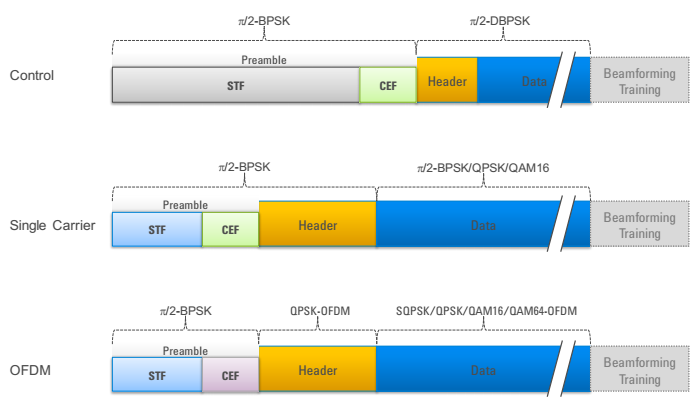 π/2-BPSK
π/2-DBPSK
Preamble
Control
STF
CEF
Header
Data
Beamforming
Training
π/2-BPSK
π/2-BPSK/QPSK/QAM16
Preamble
Single Carrier
STF
CEF
Header
Data
Beamforming
Training
π/2-BPSK
QPSK-OFDM
SQPSK/QPSK/QAM16/QAM64-OFDM
Preamble
OFDM
STF
CEF
Header
Data
Beamforming
Training